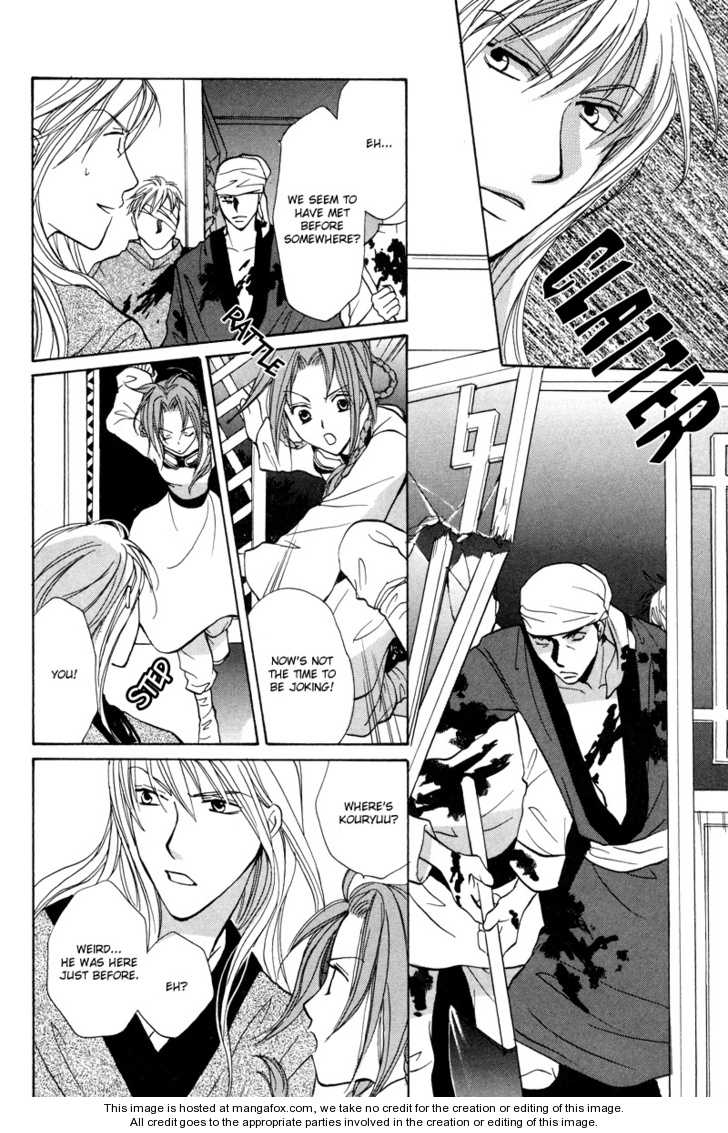 CLATTER
EH...
WE SEEM TO
HAVE MET
BEFORE
SOMEWHERE?
RATTLE
NOW'S NOT
THE TIME TO
BE JOKING!
STEP
YOU!
WHERE'S
KOURYUU?
WEIRD...
HE WAS HERE
JUST BEFORE.
EH?
This image is hosted at mangafox.com, we take no credit for the creation or editing of this image.
All credit goes to the appropriate parties involved in the creation or editing of this image.